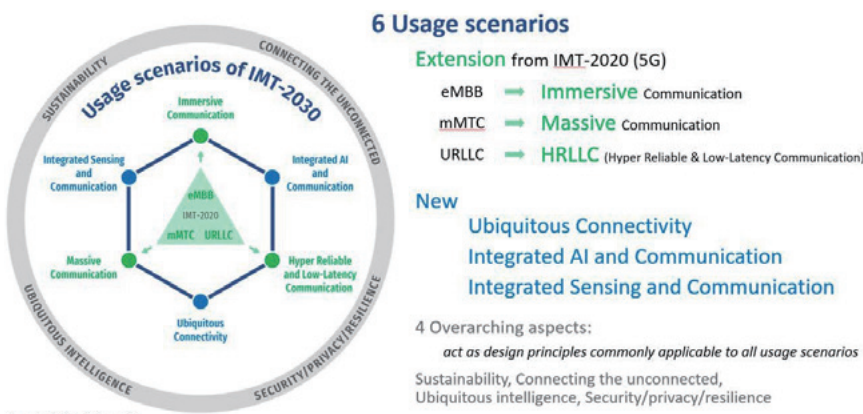 SUSTAINABILITY
CONNECTING THE UNCONNECTED
UBIQUITOUS INTELLIGENCE
SECURITY/PRIVACY/RESILIENCE
Usage scenarios of IMT-2030
Immersive
Communication
Integrated Sensing
and
Communication
Integrated AI
and
Communication
eMBB
IMT-2020
mMTC URLLC
Massive
Communication
Hyper Reliable
and Low-Latency
Communication
Ubiquitous
Connectivity
6 Usage scenarios
Extension from IMT-2020 (5G)
eMBB Immersive Communication
mMTC Massive Communication
URLLC HRLLC (Hyper Reliable & Low-Latency Communication)
New
Ubiquitous Connectivity
Integrated AI and Communication
Integrated Sensing and Communication
4 Overarching aspects:
act as design principles commonly applicable to all usage scenarios
Sustainability, Connecting the unconnected,
Ubiquitous intelligence, Security/privacy/resilience